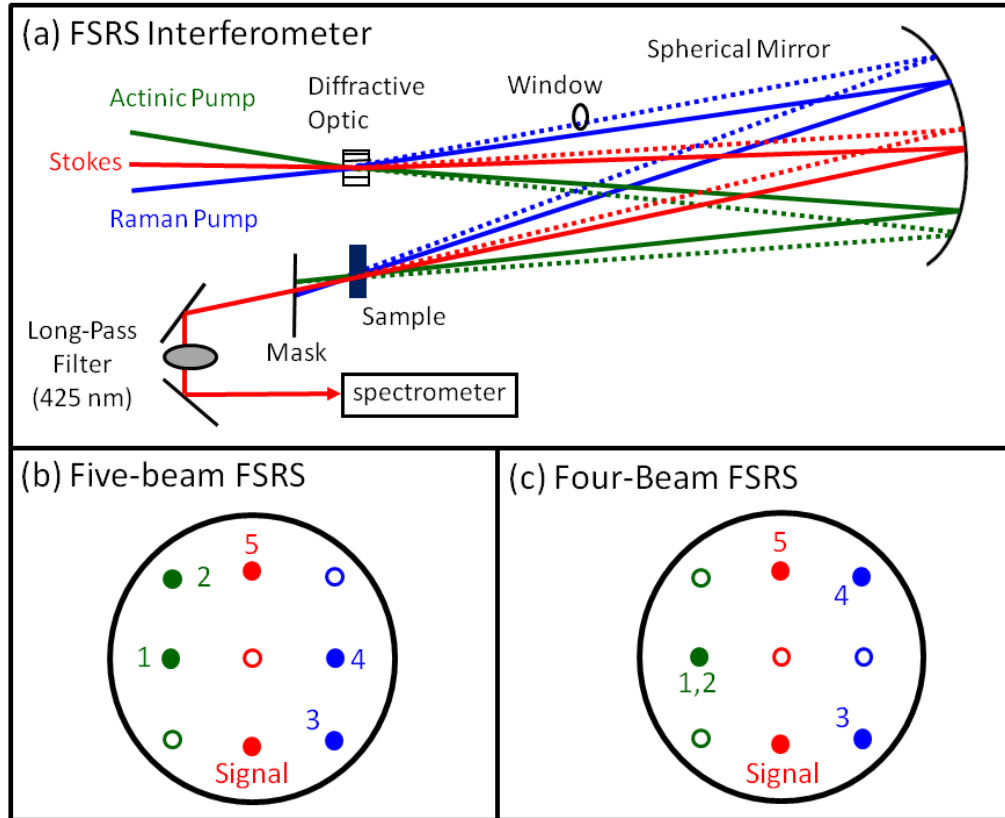 (a) FSRS Interferometer
Spherical Mirror
Actinic Pump
Diffractive
Optic
Window
Stokes
Raman Pump
Sample
Mask
Long-Pass
Filter
(425 nm)
spectrometer
(b) Five-beam FSRS
5
2
1
4
3
Signal
(c) Four-Beam FSRS
5
4
1,2
3
Signal